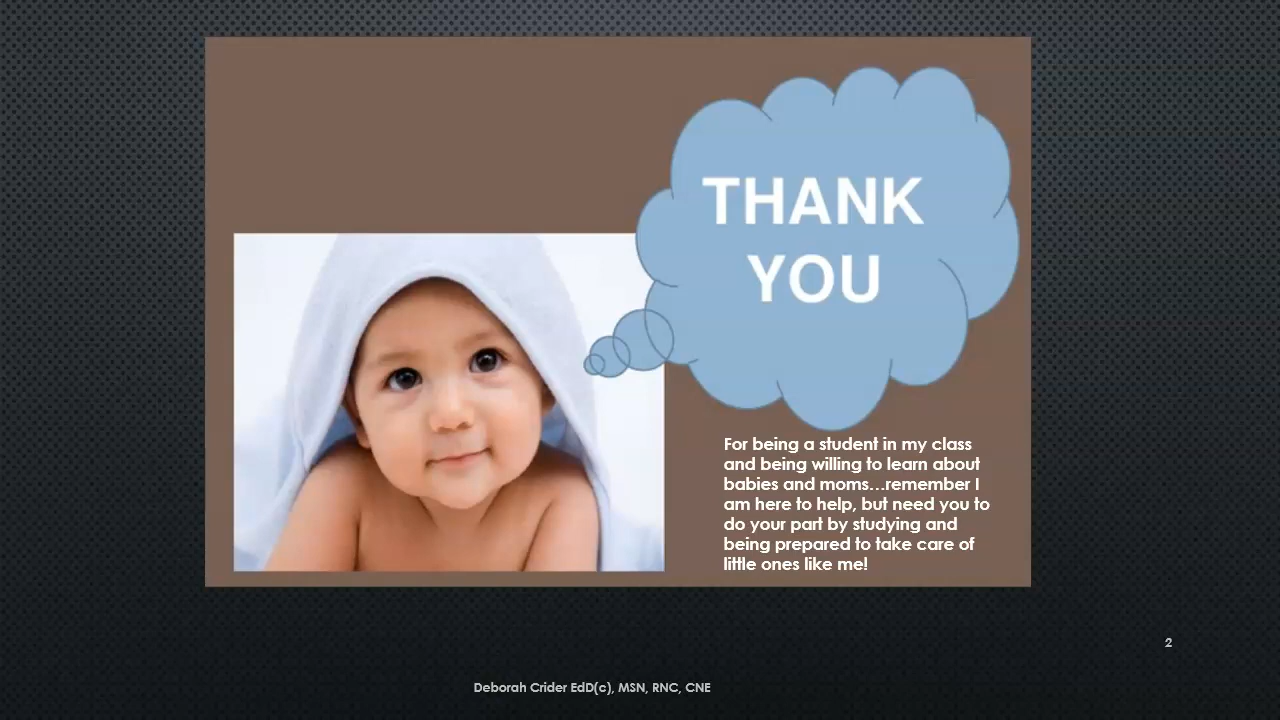 THANK
YOU
For being a student in my class
and being willing to learn about
babies and moms...remember I
am here to help, but need you to
do your part by studying and
being prepared to take care of
little ones like me!
2
Deborah Crider EdD(c), MSN, RNC, CNE